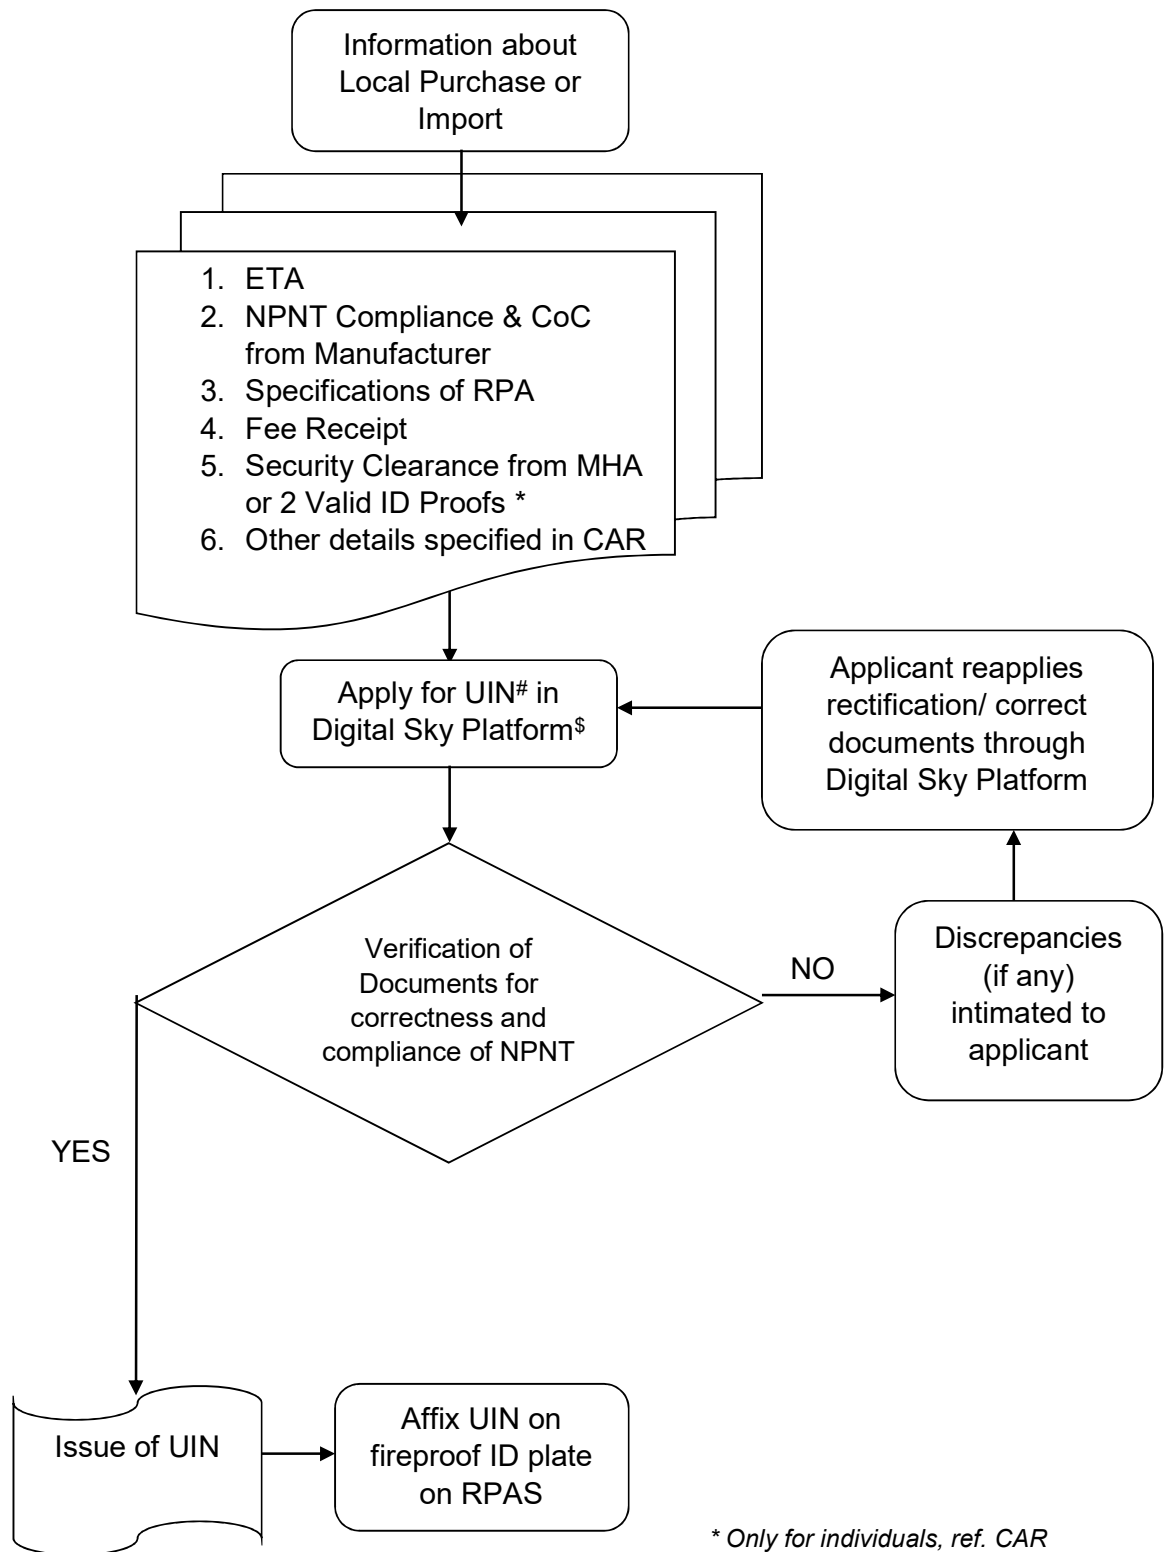 Information about
Local Purchase or
Import
1. ETA
2. NPNT Compliance & CoC
from Manufacturer
3. Specifications of RPA
4. Fee Receipt
5. Security Clearance from MHA
or 2 Valid ID Proofs *
6. Other details specified in CAR
Apply for UIN# in
Digital Sky Platform$
Applicant reapplies
rectification/ correct
documents through
Digital Sky Platform
Verification of
Documents for
correctness and
compliance of NPNT
NO
Discrepancies
(if any)
intimated to
applicant
YES
Issue of UIN
Affix UIN on
fireproof ID plate
on RPAS
* Only for individuals, ref. CAR